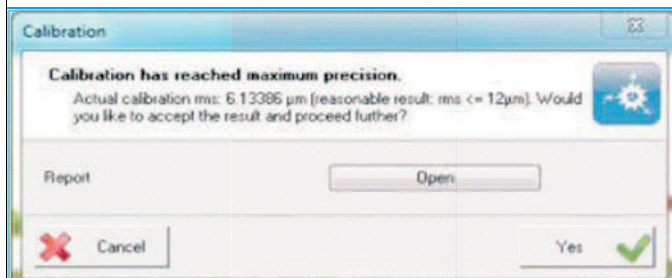 Calibration
Calibration has reached maximum precision.
Actual calibration rms: 6.13386 µm (reasonable result: rms <= 12µm). Would
you like to accept the result and proceed further?
Report
Open
Cancel
Yes